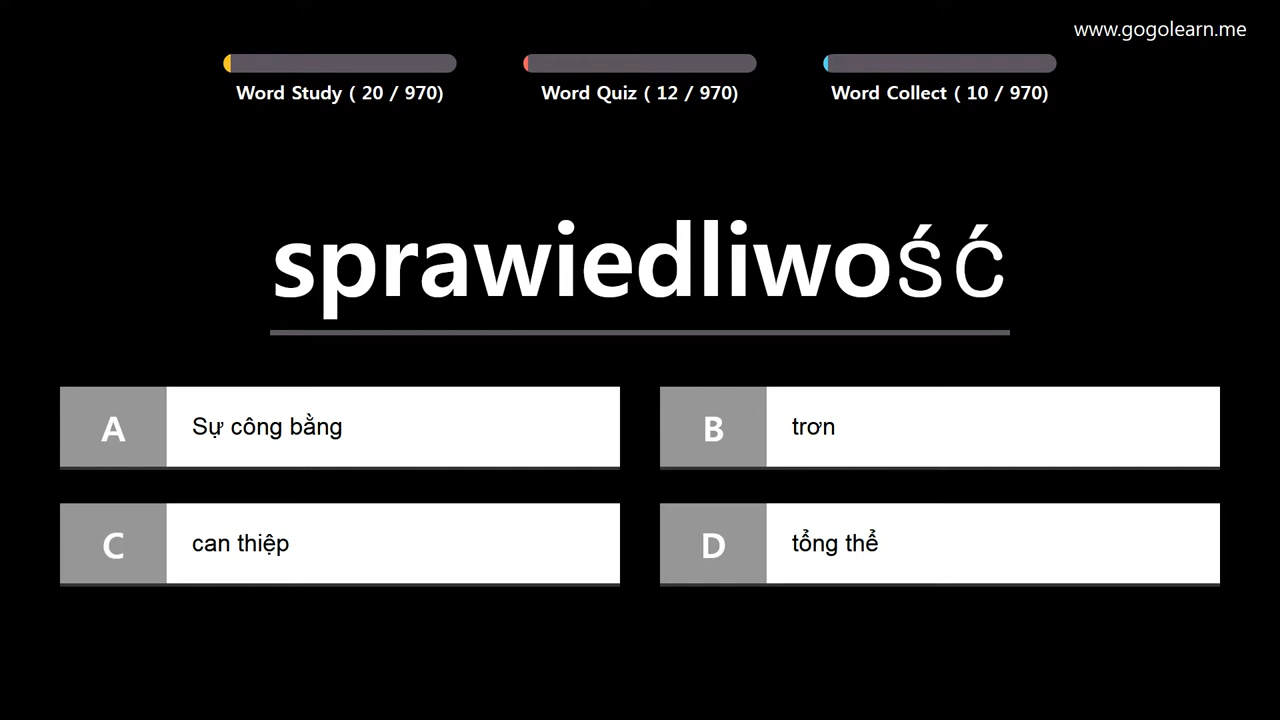 www.gogolearn.me
Word Study ( 20 / 970)
Word Quiz ( 12 / 970)
Word Collect ( 10 / 970)
sprawiedliwość
A
Sự công bằng
B
trơn
C
can thiệp
D
tổng thể